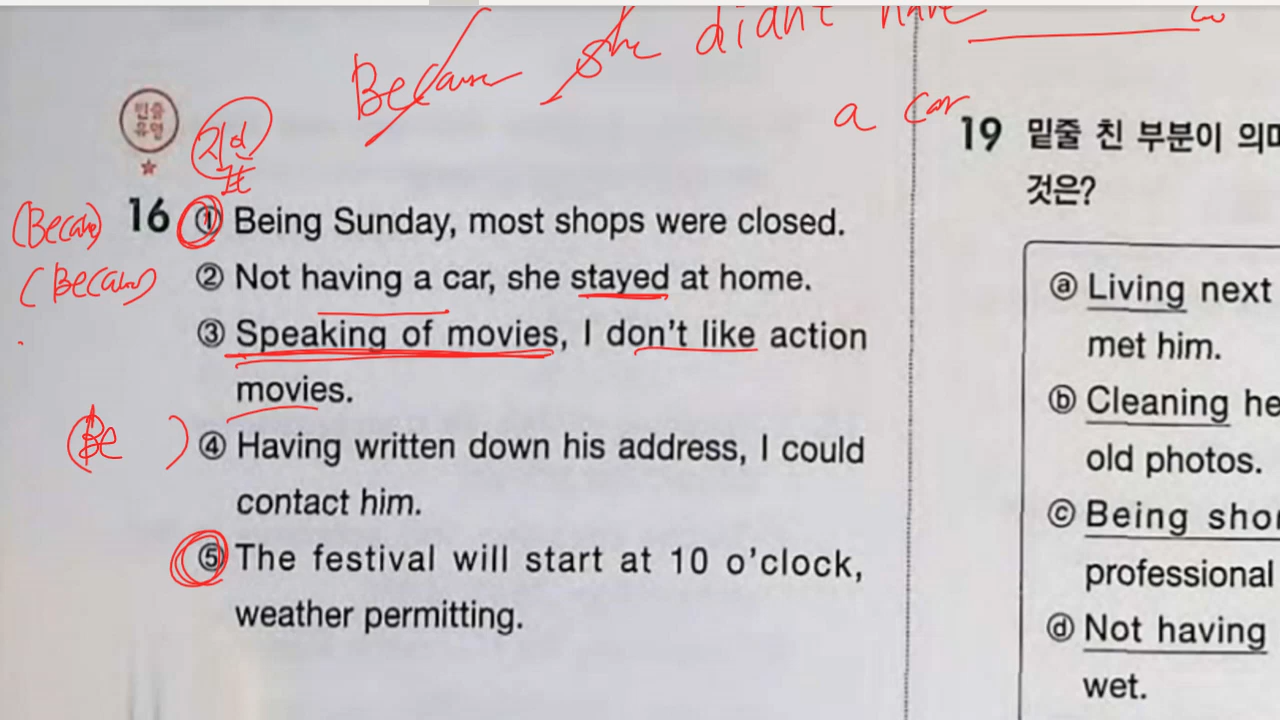 Because she didn't have
a car
빈출
유형
16 ① Being Sunday, most shops were closed.
(Because)
② Not having a car, she stayed at home.
(Because)
③ Speaking of movies, I don't like action
movies.
(Be )
④ Having written down his address, I could
contact him.
⑤ The festival will start at 10 o'clock,
weather permitting.
19 밑줄 친 부분이 의미
것은?
ⓐ Living next
met him.
ⓑ Cleaning he
old photos.
ⓒ Being shor
professional
ⓓ Not having
wet.